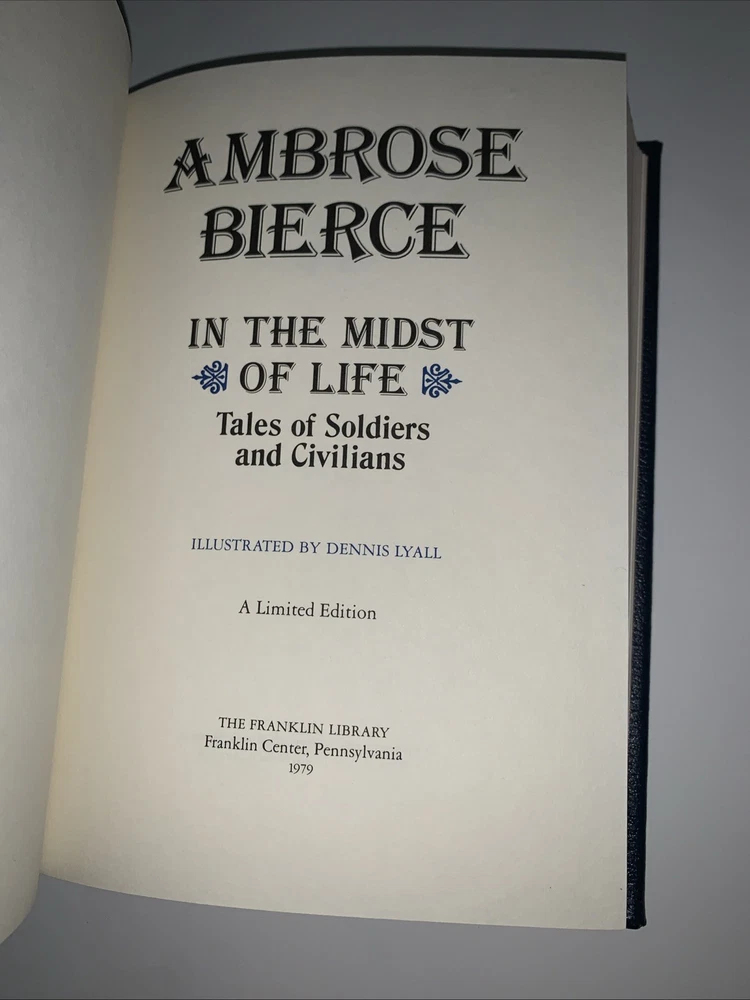 AMBROSE
BIERCE
IN THE MIDST
OF LIFE
Tales of Soldiers
and Civilians
ILLUSTRATED BY DENNIS LYALL
A Limited Edition
THE FRANKLIN LIBRARY
Franklin Center, Pennsylvania
1979